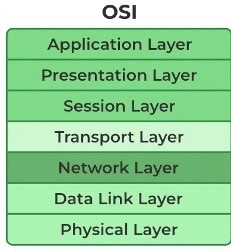 OSI
Application Layer
Presentation Layer
Session Layer
Transport Layer
Network Layer
Data Link Layer
Physical Layer